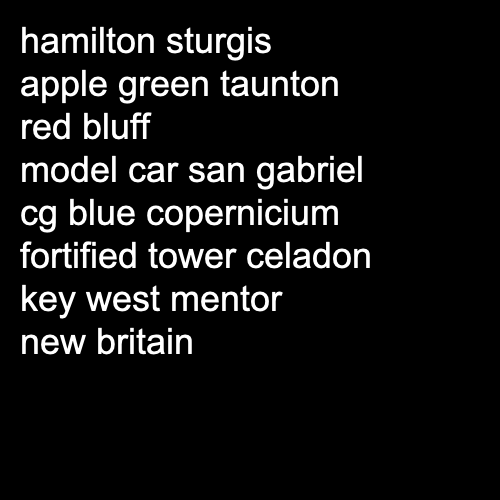 hamilton sturgis
apple green taunton
red bluff
model car san gabriel
cg blue copernicium
fortified tower celadon
key west mentor
new britain